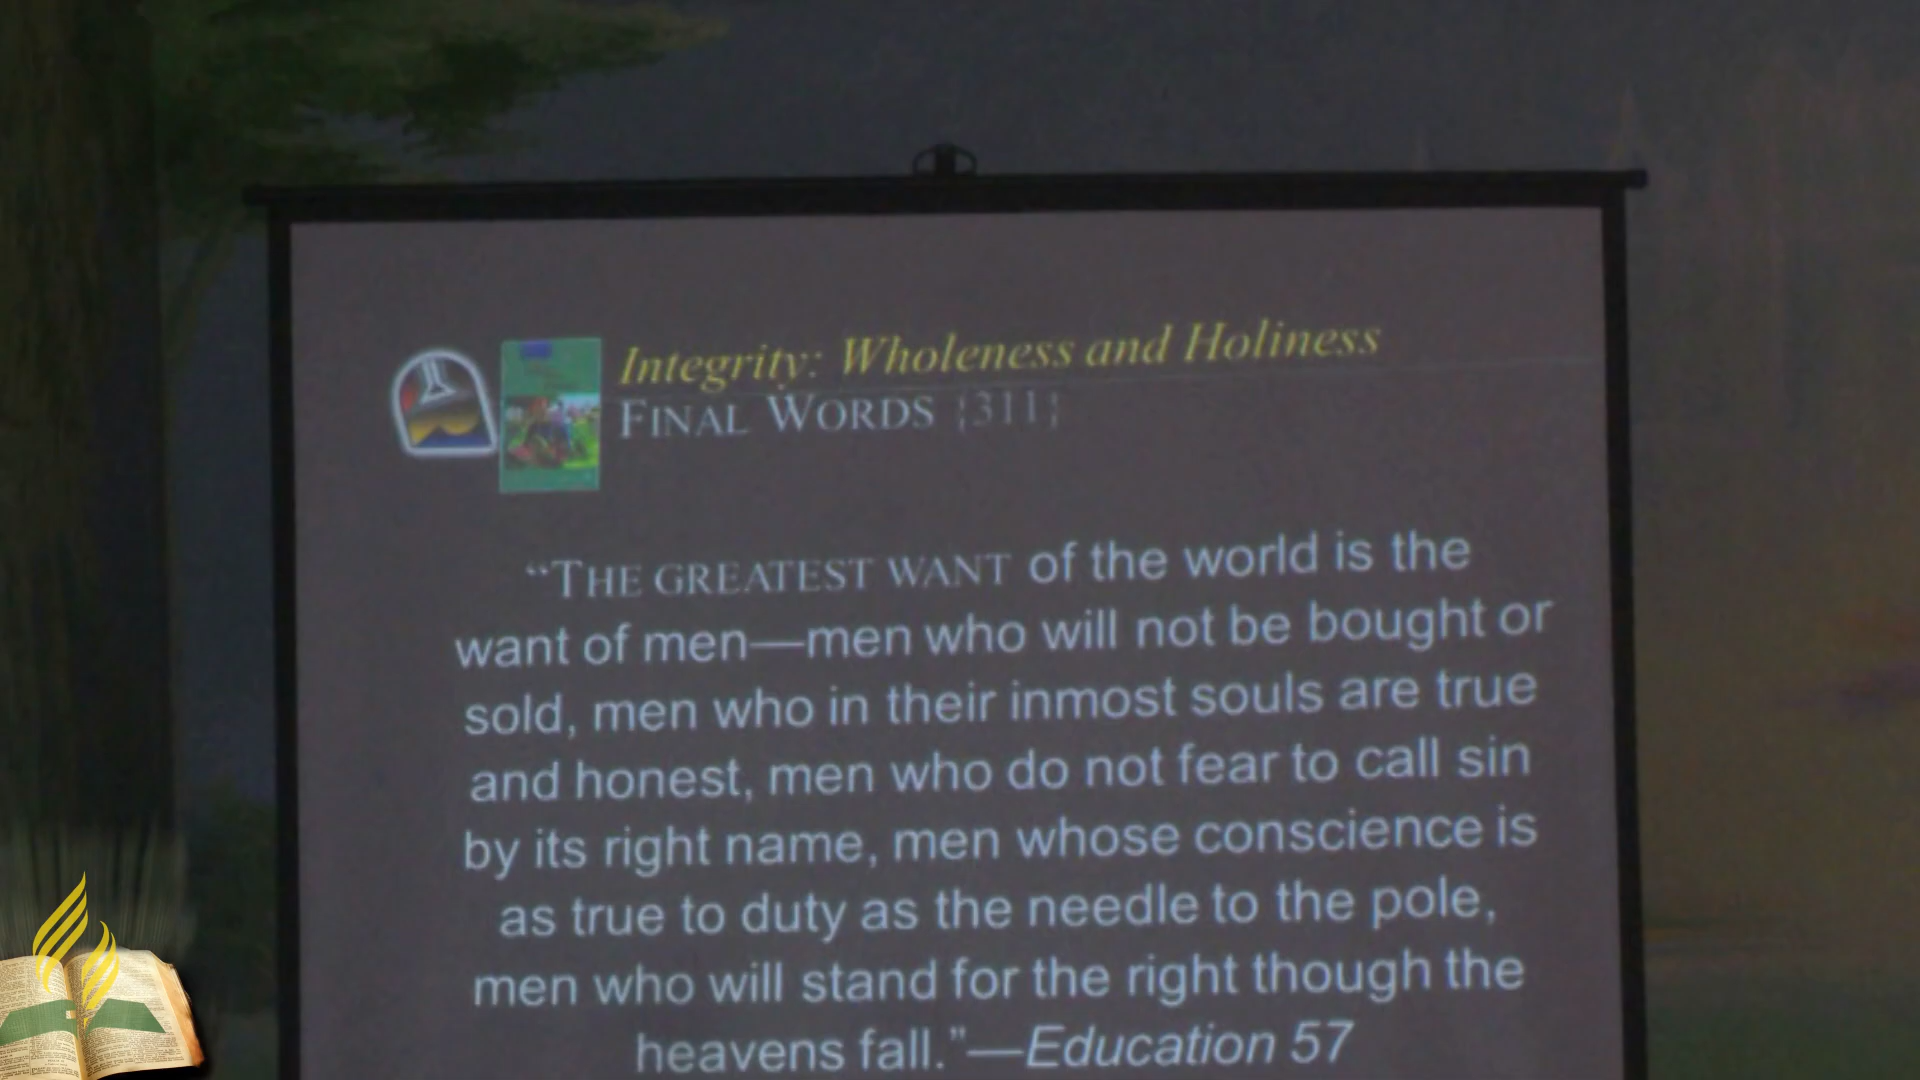 Integrity: Wholeness and Holiness
FINAL WORDS {311}
“THE GREATEST WANT of the world is the
want of men—men who will not be bought or
sold, men who in their inmost souls are true
and honest, men who do not fear to call sin
by its right name, men whose conscience is
as true to duty as the needle to the pole,
men who will stand for the right though the
heavens fall.”—Education 57